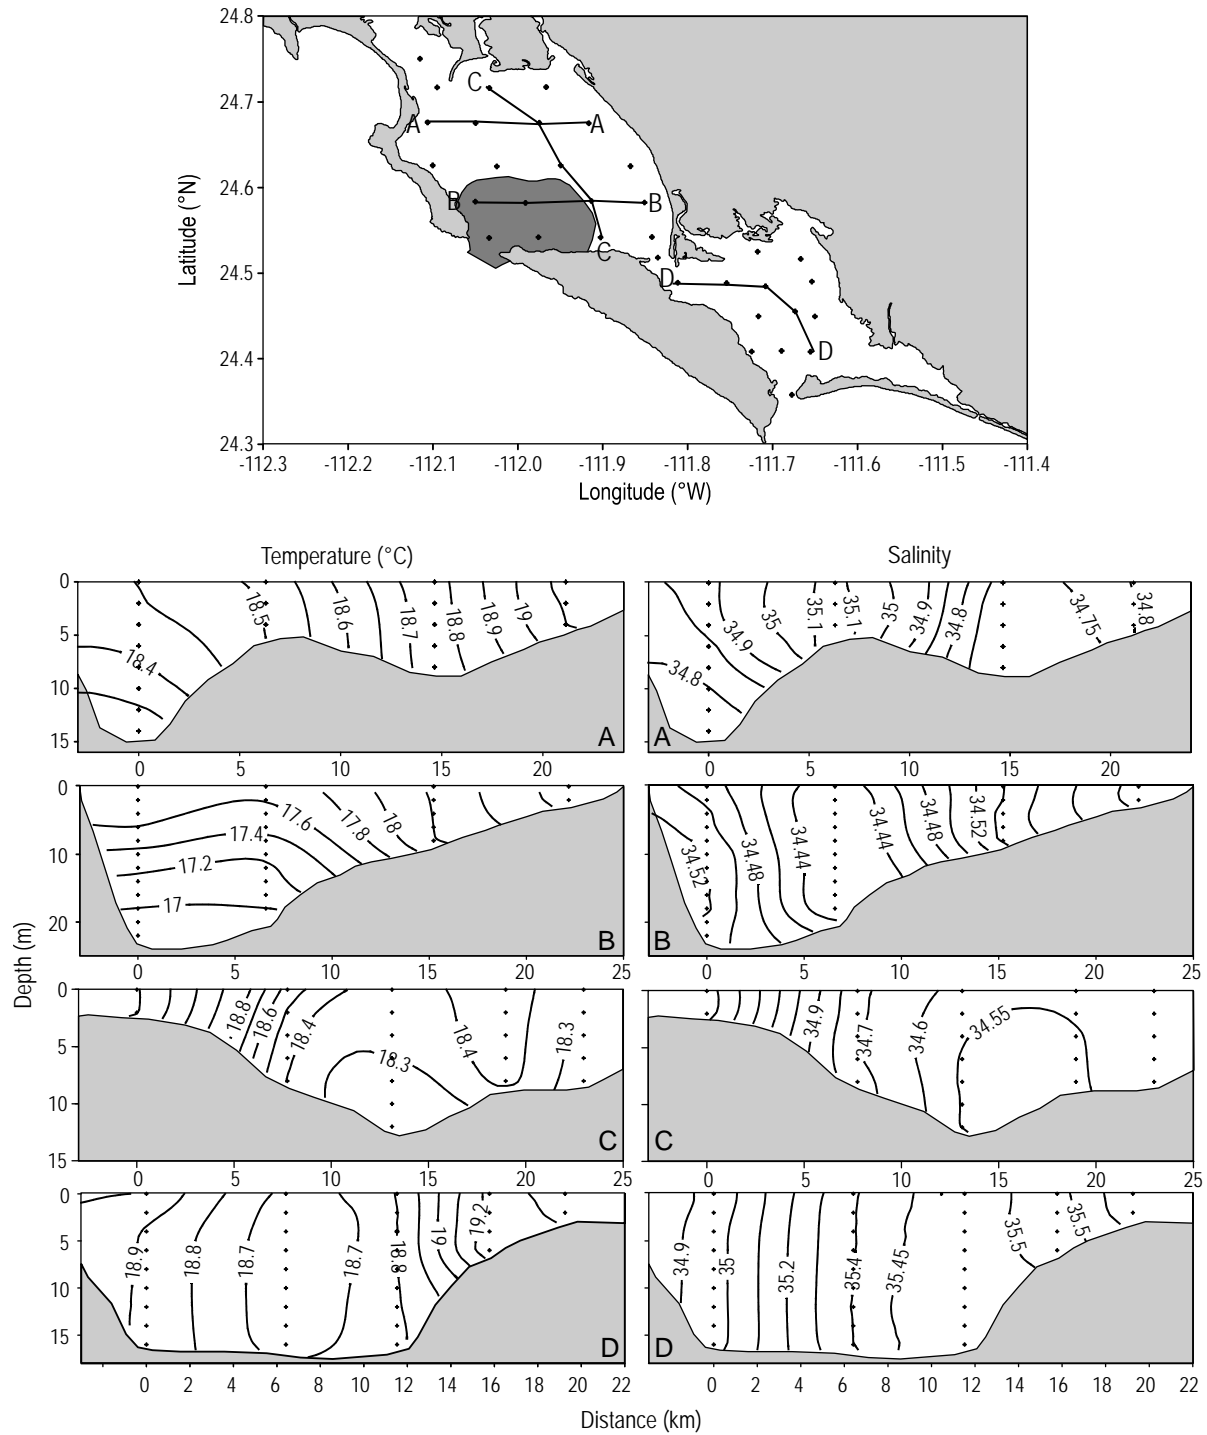 24.8
24.7
24.6
24.5
24.4
24.3
Latitude (°N)
C
A A
B B
C
D
D
-112.3 -112.2 -112.1 -112.0 -111.9 -111.8 -111.7 -111.6 -111.5 -111.4
Longitude (°W)
Temperature (°C) Salinity
0
5
10
15
18.4 18.5 18.6 18.7 18.8 18.9 19
A
34.8 34.9 35 35.1 35.1 35 34.9 34.8 34.75 34.8
A
0 5 10 15 20
0 5 10 15 20
0
10
20
17 17.2 17.4 17.6 17.8 18
B
34.52 34.48 34.44 34.44 34.48 34.52
B
0 5 10 15 20 25
0 5 10 15 20 25
Depth (m)
0
5
10
15
18.8 18.6 18.4 18.3 18.4 18.3
C
34.9 34.7 34.6 34.55
C
0 5 10 15 20 25
0 5 10 15 20 25
0
5
10
15
18.9 18.8 18.7 18.7 18.8 19 19.2
D
34.9 35 35.2 35.4 35.45 35.5 35.5
D
0 2 4 6 8 10 12 14 16 18 20 22
0 2 4 6 8 10 12 14 16 18 20 22
Distance (km)